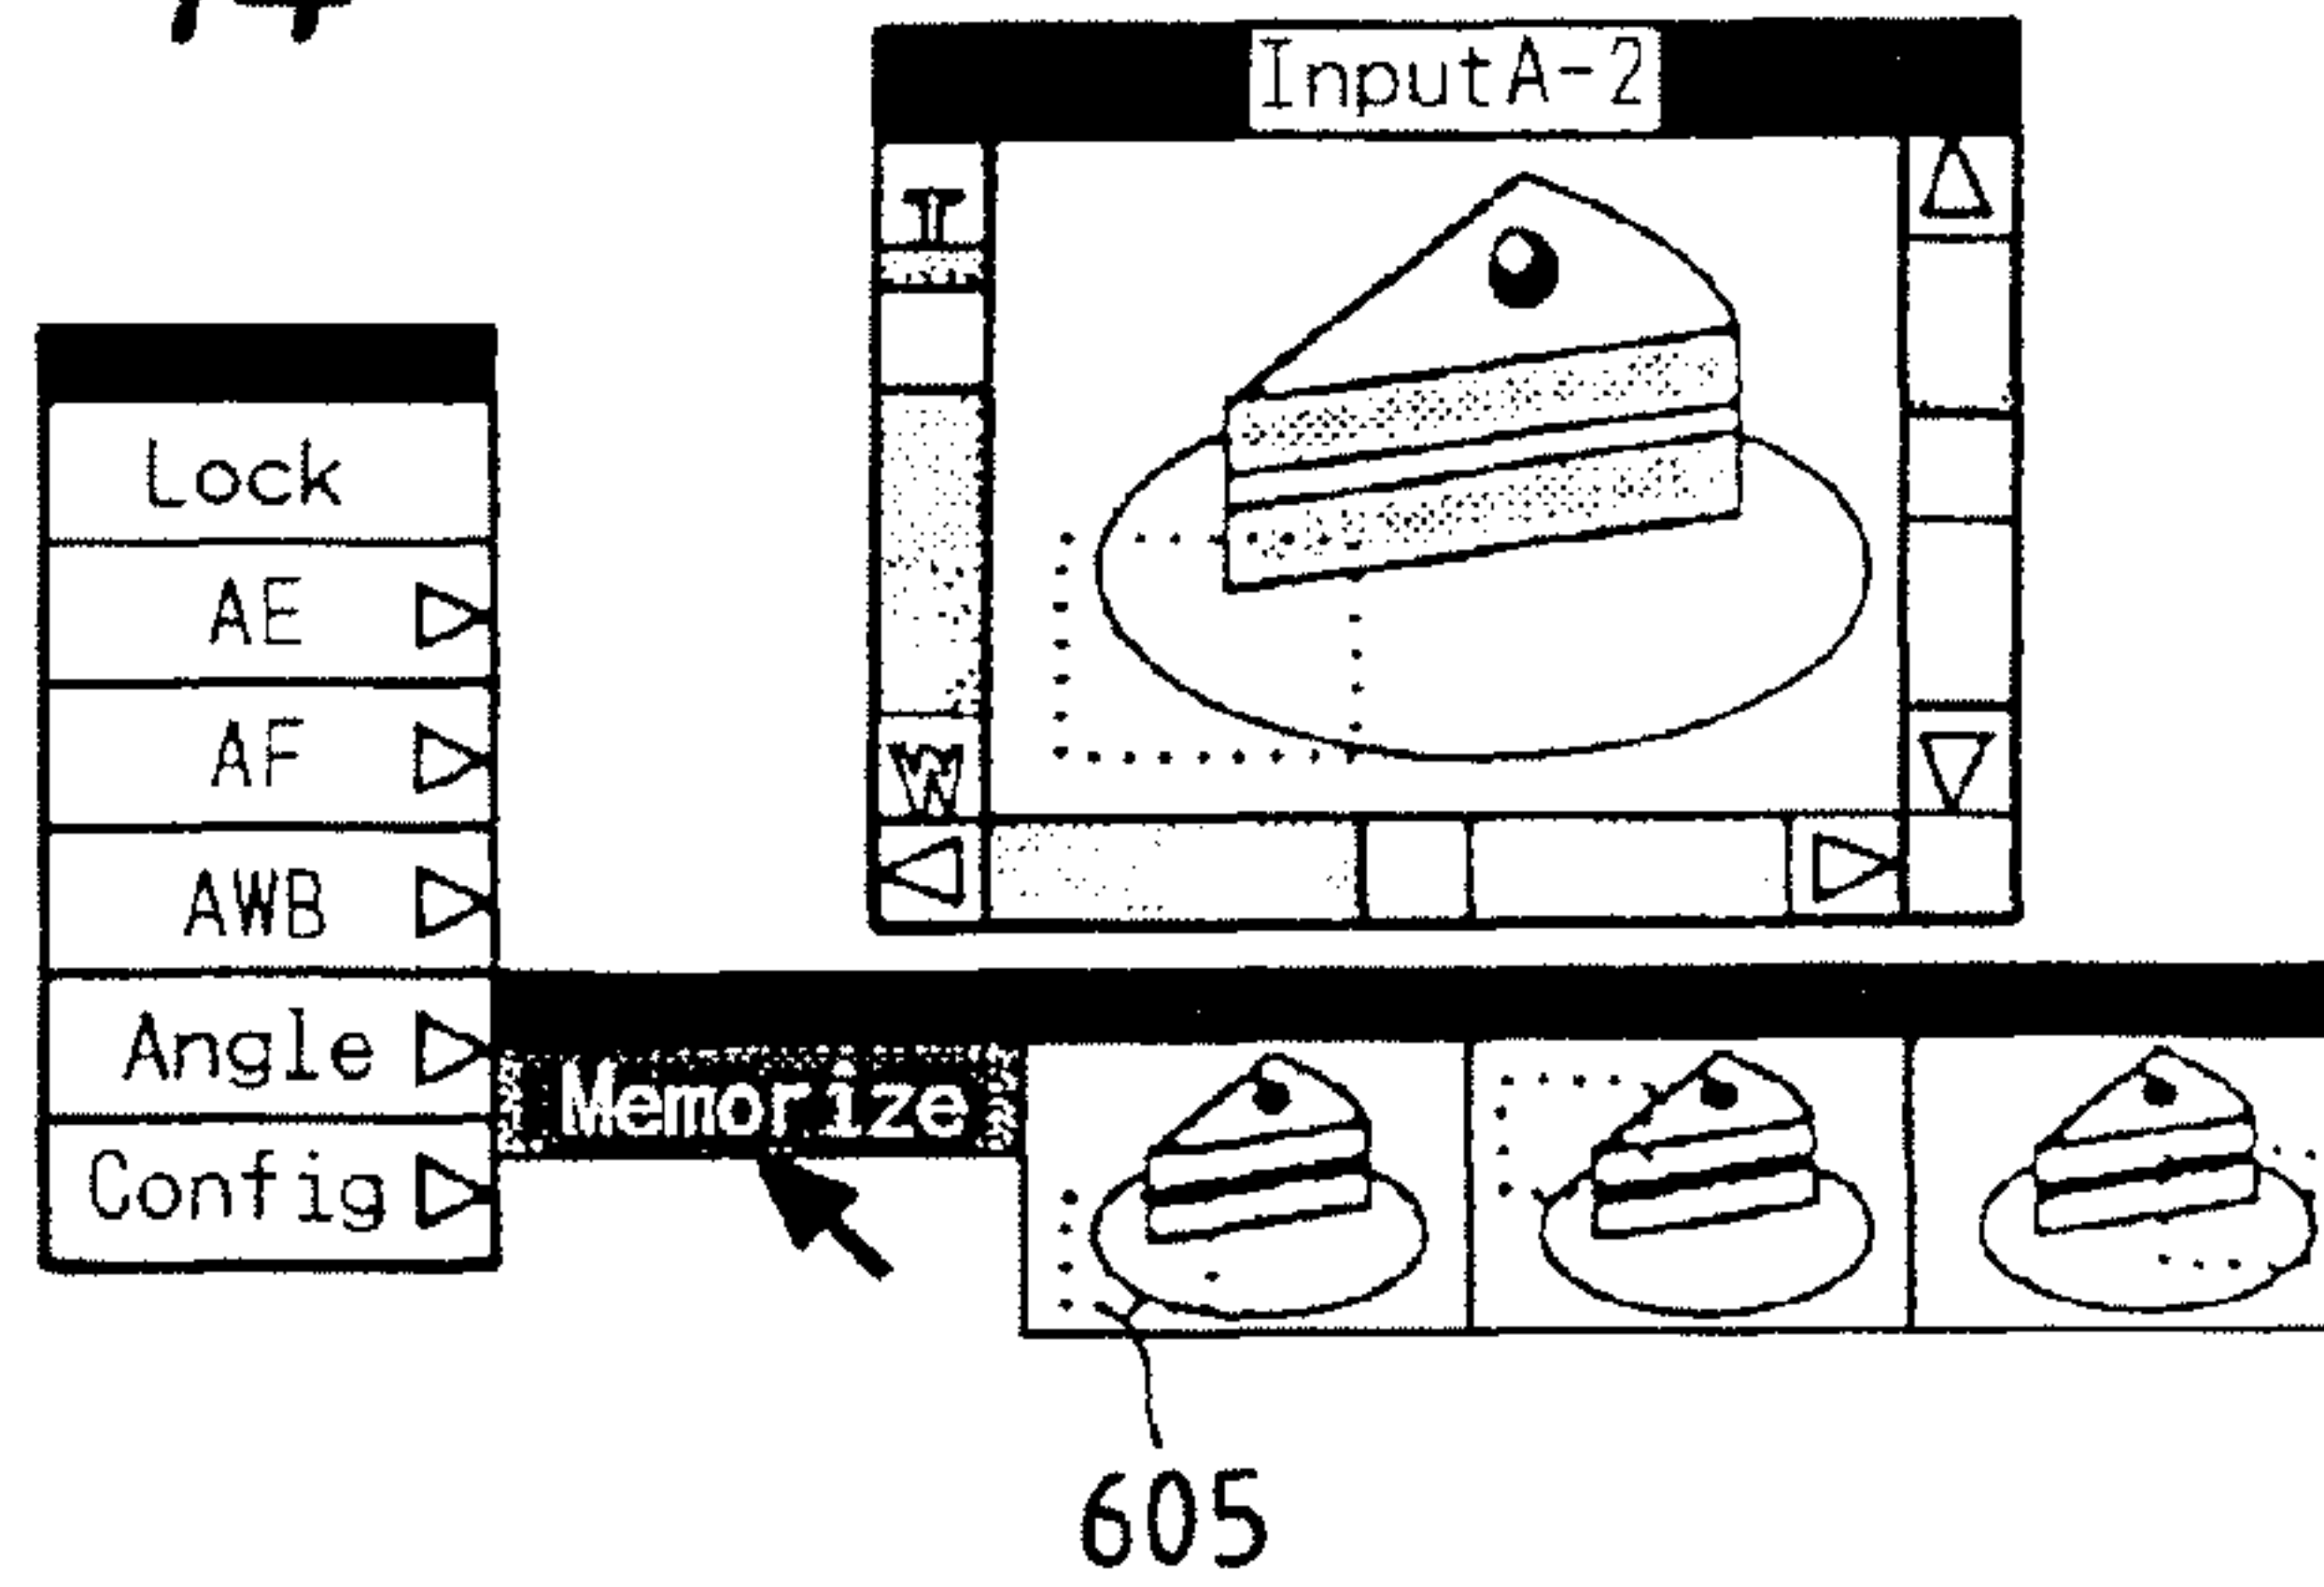 InputA-2
T
W
Lock
AE
AF
AWB
Angle
Config
Memorize
605